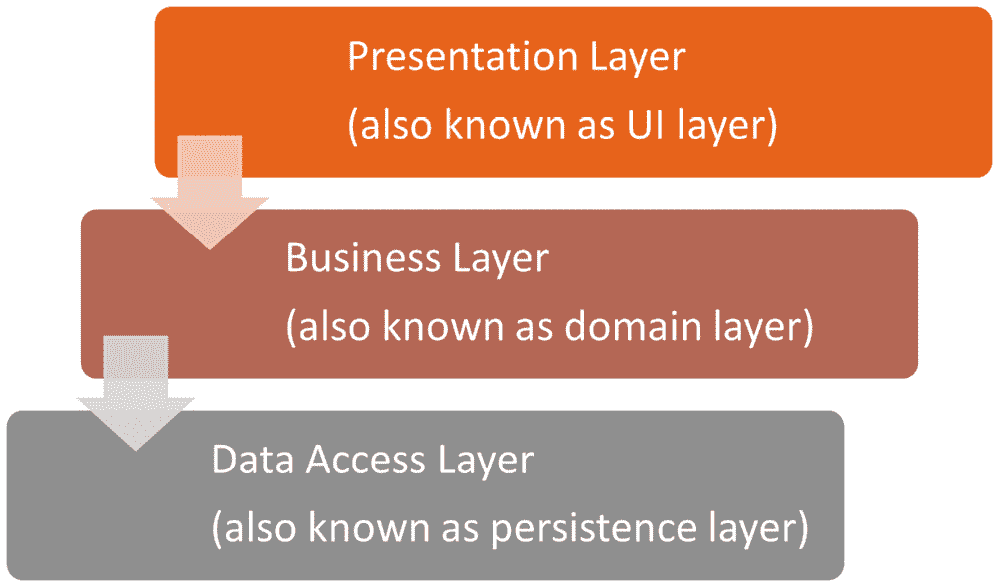 Presentation Layer
(also known as UI layer)
Business Layer
(also known as domain layer)
Data Access Layer
(also known as persistence layer)